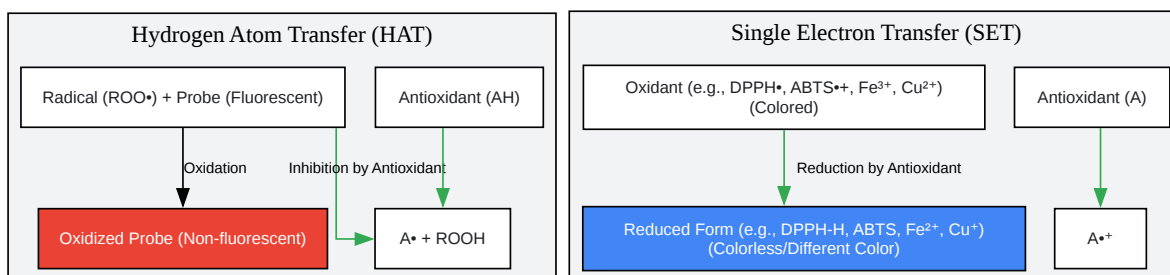 Hydrogen Atom Transfer (HAT)
Radical (ROO•) + Probe (Fluorescent)
Antioxidant (AH)
Oxidation
Inhibition by Antioxidant
Oxidized Probe (Non-fluorescent)
A• + ROOH
Single Electron Transfer (SET)
Oxidant (e.g., DPPH•, ABTS•+, Fe³⁺, Cu²⁺)
(Colored)
Antioxidant (A)
Reduction by Antioxidant
Reduced Form (e.g., DPPH-H, ABTS, Fe²⁺, Cu⁺)
(Colorless/Different Color)
A•⁺